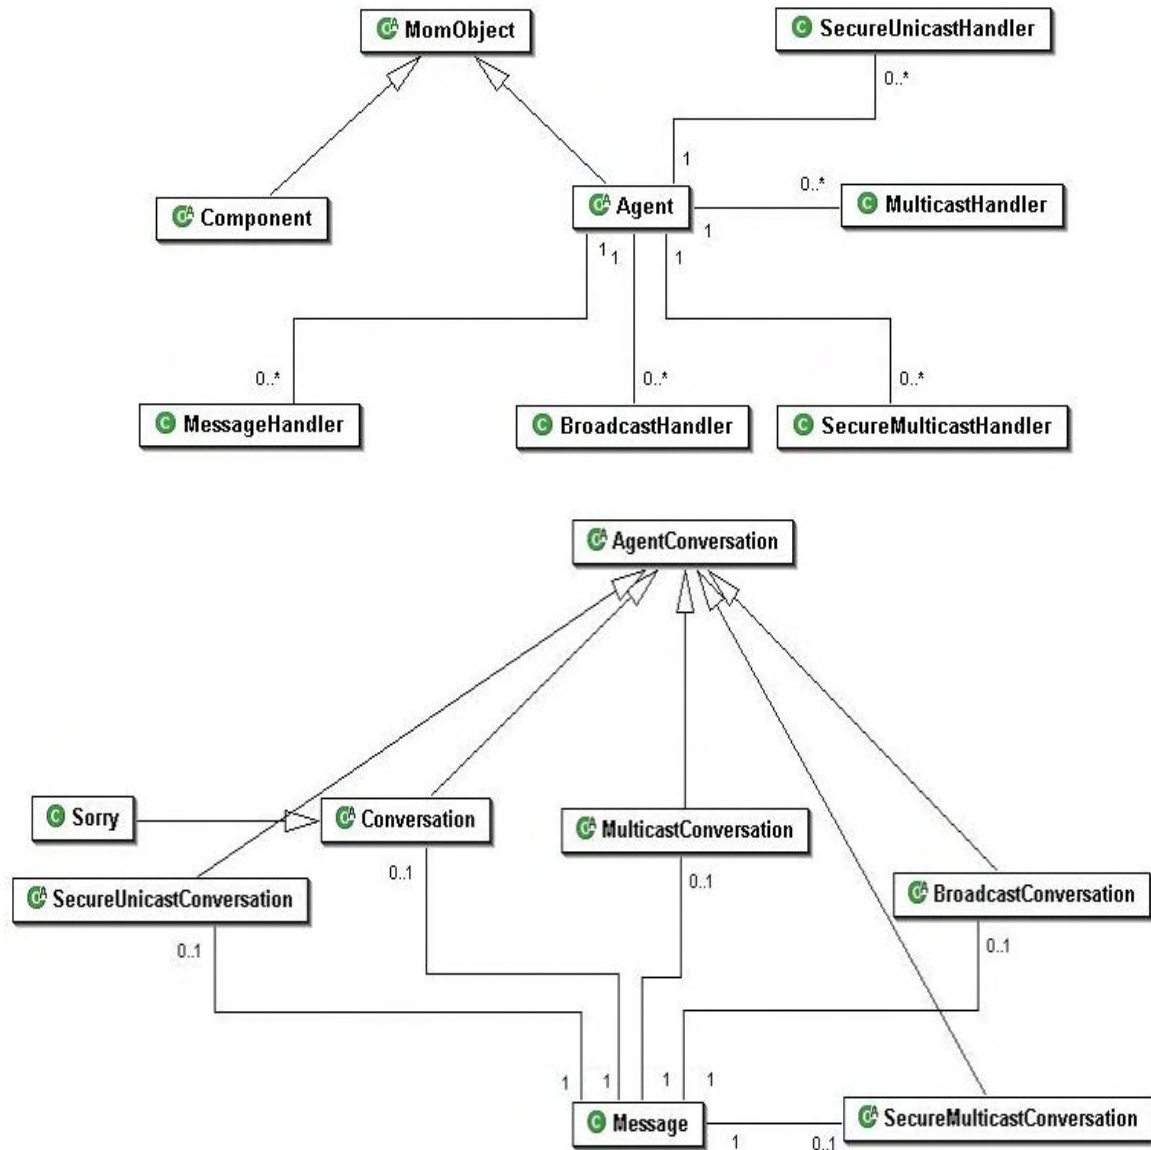 MomObject
SecureUnicastHandler
0..*
1
Component
Agent
0..*
1
MulticastHandler
1
1
1
0..*
0..*
0..*
MessageHandler
BroadcastHandler
SecureMulticastHandler
AgentConversation
Sorry
Conversation
MulticastConversation
0..1
0..1
SecureUnicastConversation
BroadcastConversation
0..1
0..1
1
1
1
1
Message
SecureMulticastConversation
1
0..1